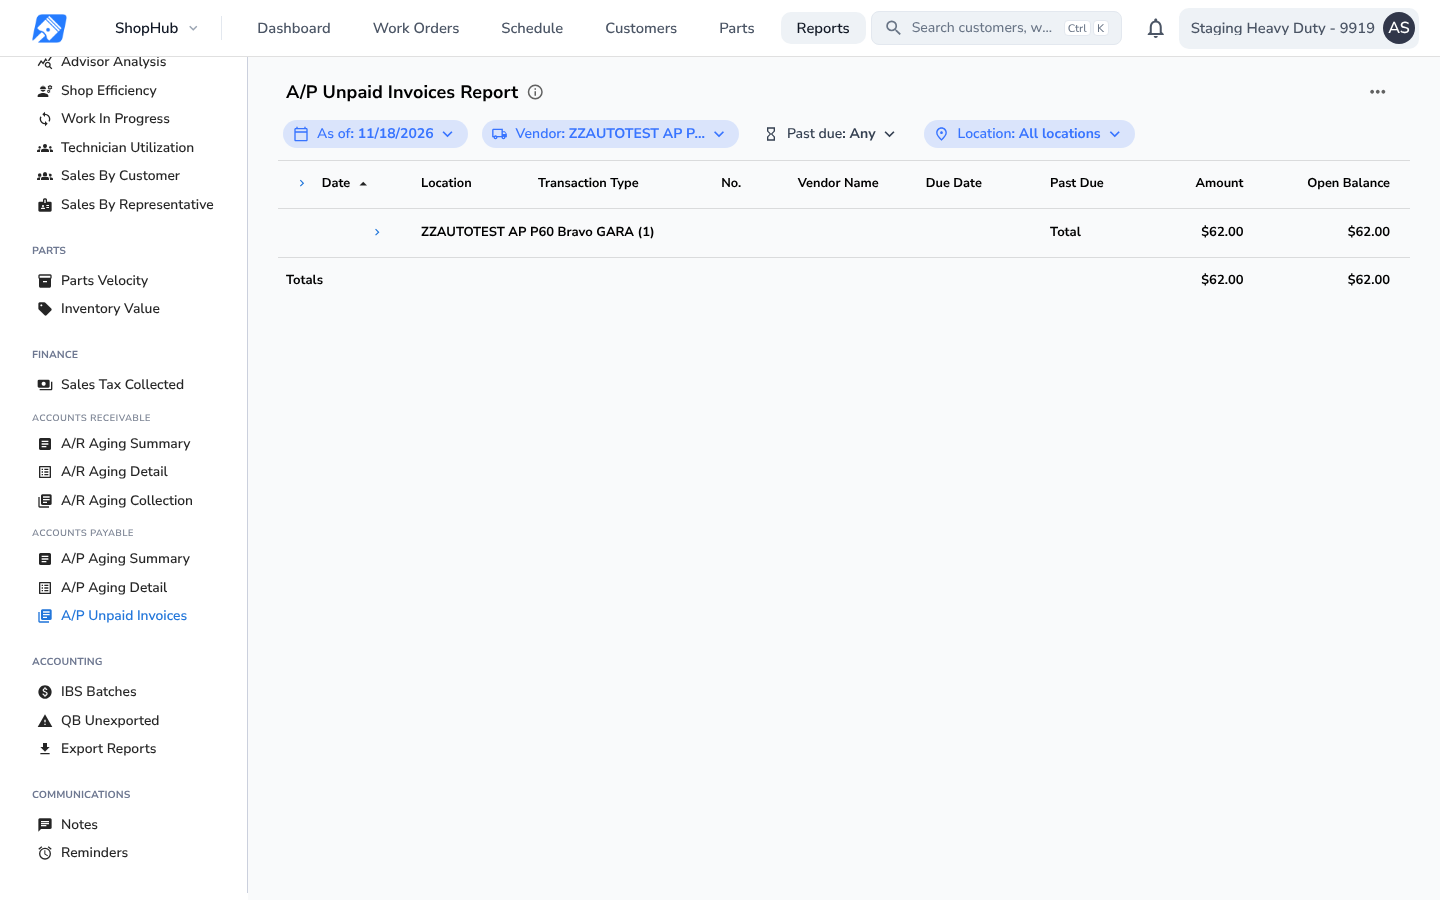 ShopHub
Dashboard
Work Orders
Schedule
Customers
Parts
Reports
Search customers, w...
Ctrl K
Staging Heavy Duty - 9919
AS
Advisor Analysis
Shop Efficiency
Work In Progress
Technician Utilization
Sales By Customer
Sales By Representative
PARTS
Parts Velocity
Inventory Value
FINANCE
Sales Tax Collected
ACCOUNTS RECEIVABLE
A/R Aging Summary
A/R Aging Detail
A/R Aging Collection
ACCOUNTS PAYABLE
A/P Aging Summary
A/P Aging Detail
A/P Unpaid Invoices
ACCOUNTING
IBS Batches
QB Unexported
Export Reports
COMMUNICATIONS
Notes
Reminders
A/P Unpaid Invoices Report
As of: 11/18/2026
Vendor: ZZAUTOTEST AP P...
Past due: Any
Location: All locations
Date Location Transaction Type No. Vendor Name Due Date Past Due Amount Open Balance
ZZAUTOTEST AP P60 Bravo GARA (1) Total $62.00 $62.00
Totals $62.00 $62.00